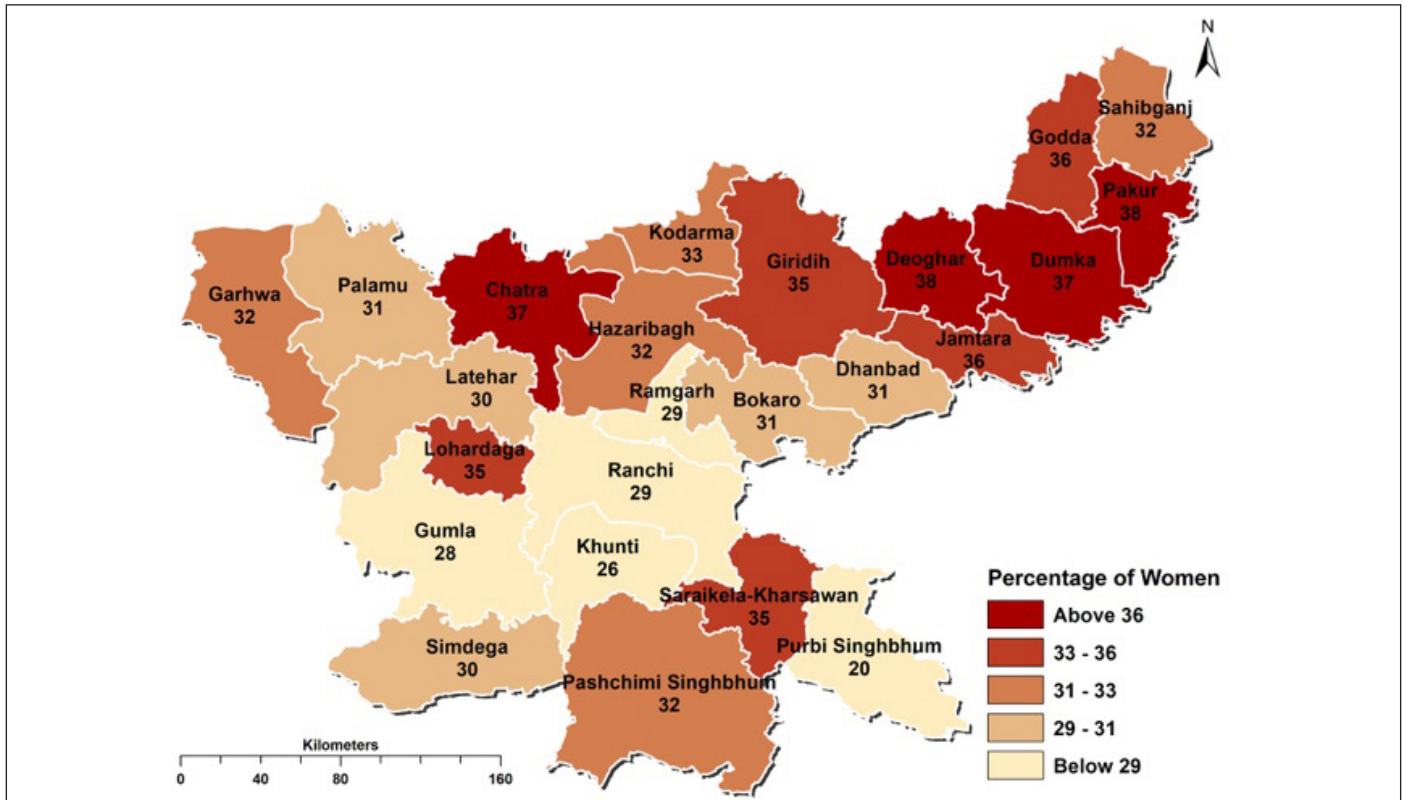 N
Sahibganj
32
Godda
36
Pakur
38
Kodarma
33
Giridih
35
Deoghar
38
Dumka
37
Garhwa
32
Palamu
31
Chatra
37
Hazaribagh
32
Jamtara
36
Latehar
30
Ramgarh
29
Bokaro
31
Dhanbad
31
Lohardaga
35
Ranchi
29
Gumla
28
Khunti
26
Saraikela-Kharsawan
35
Simdega
30
Purbi Singhbhum
20
Pashchimi Singhbhum
32
Percentage of Women
Above 36
33 - 36
31 - 33
29 - 31
Below 29
Kilometers
0 40 80 160